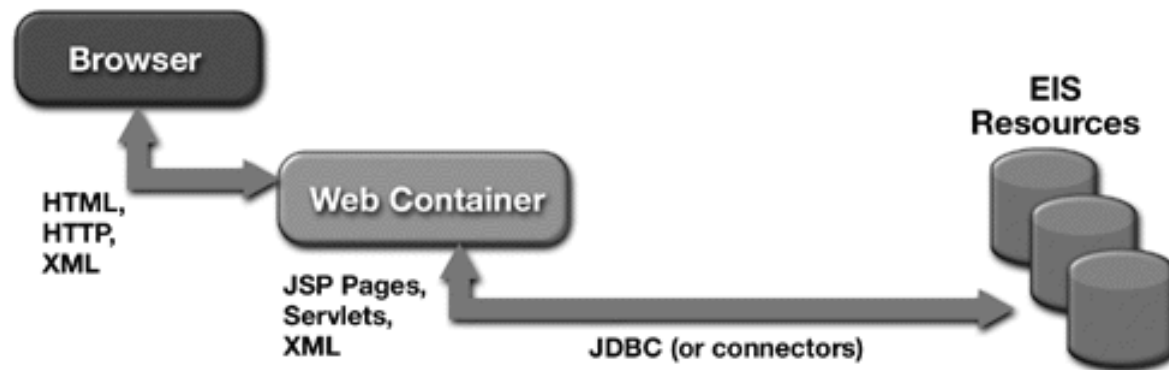 Browser
EIS
Resources
HTML,
HTTP,
XML
Web Container
JSP Pages,
Servlets,
XML
JDBC (or connectors)